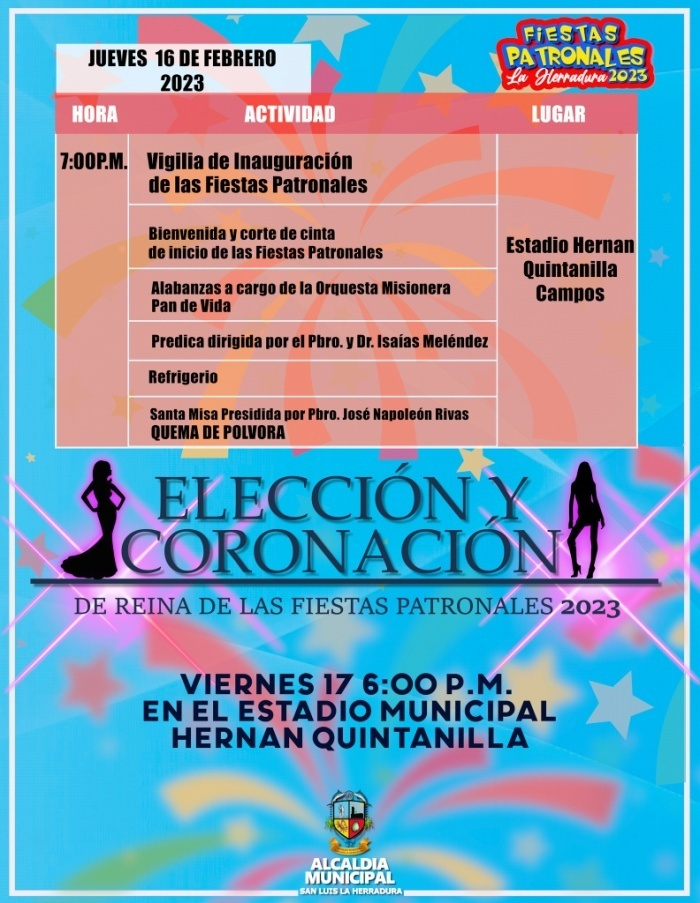 FIESTAS
PATRONALES
La Herradura 2023
JUEVES 16 DE FEBRERO
2023
HORA ACTIVIDAD LUGAR
7:00P.M. Vigilia de Inauguración
de las Fiestas Patronales
Bienvenida y corte de cinta
de inicio de las Fiestas Patronales
Alabanzas a cargo de la Orquesta Misionera
Pan de Vida
Predica dirigida por el Pbro. y Dr. Isaías Meléndez
Refrigerio
Santa Misa Presidida por Pbro. José Napoleón Rivas
QUEMA DE POLVORA
Estadio Hernan
Quintanilla
Campos
ELECCIÓN Y
CORONACIÓN
DE REINA DE LAS FIESTAS PATRONALES 2023
VIERNES 17 6:00 P.M.
EN EL ESTADIO MUNICIPAL
HERNAN QUINTANILLA
ALCALDIA
MUNICIPAL
SAN LUIS LA HERRADURA